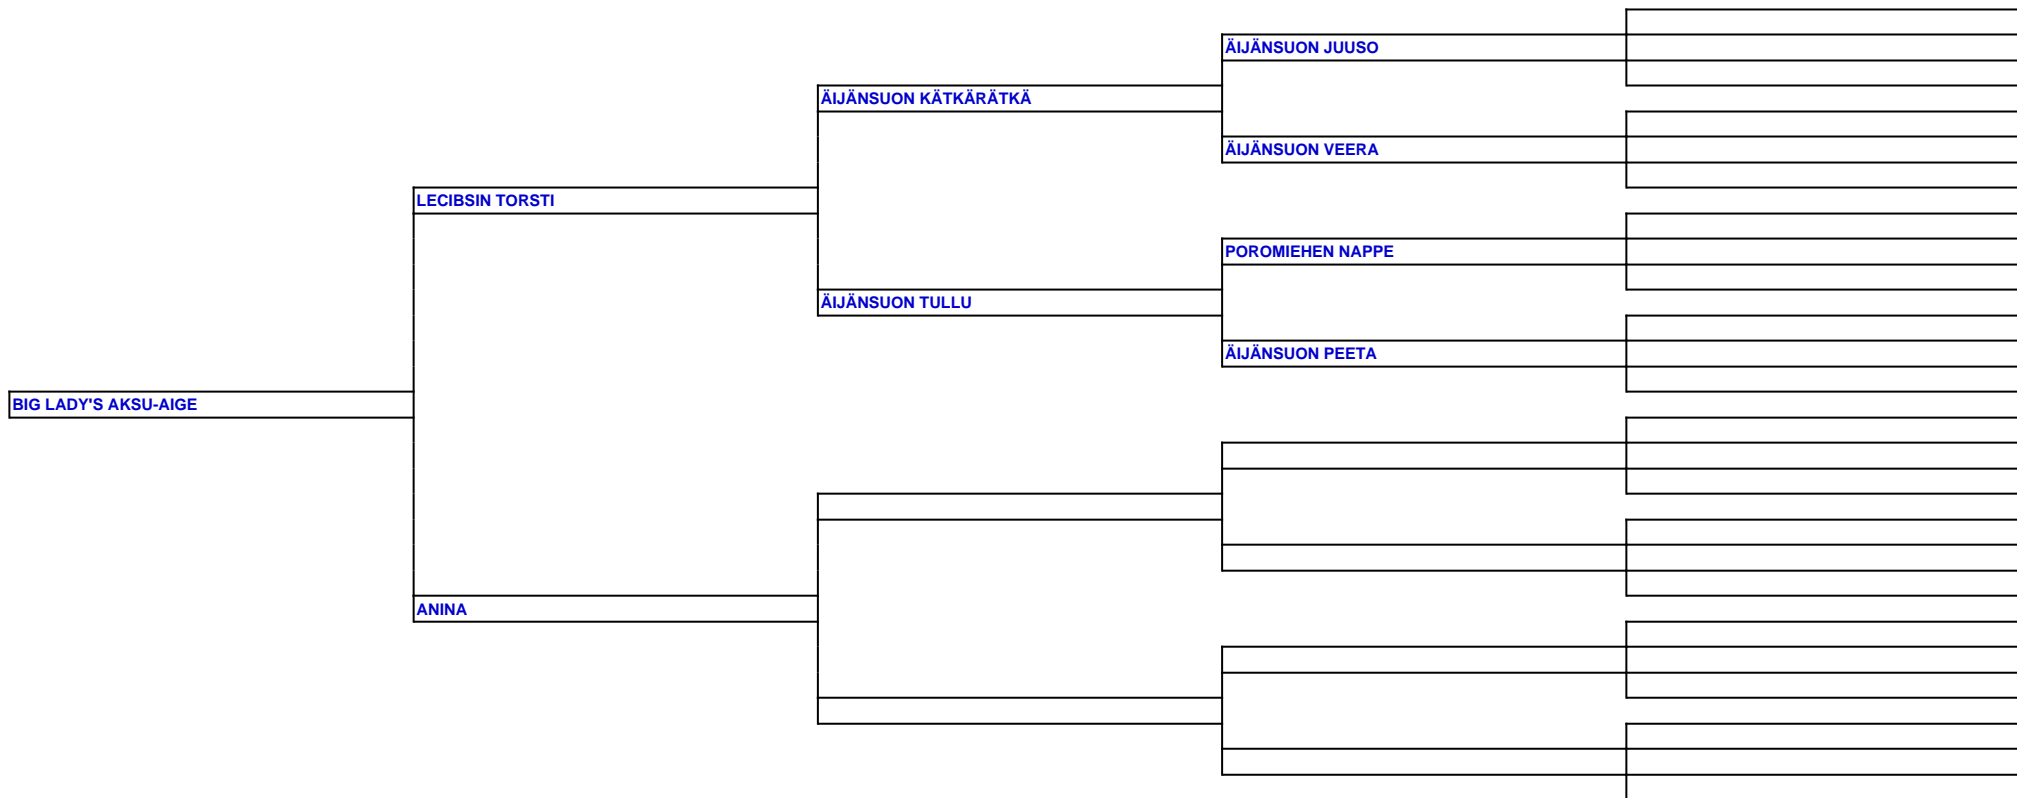 ÄIJÄNSUON JUUSO
ÄIJÄNSUON KÄTKÄRÄTKÄ
ÄIJÄNSUON VEERA
LECIBSIN TORSTI
POROMIEHEN NAPPE
ÄIJÄNSUON TULLU
ÄIJÄNSUON PEETA
BIG LADY'S AKSU-AIGE
ANINA